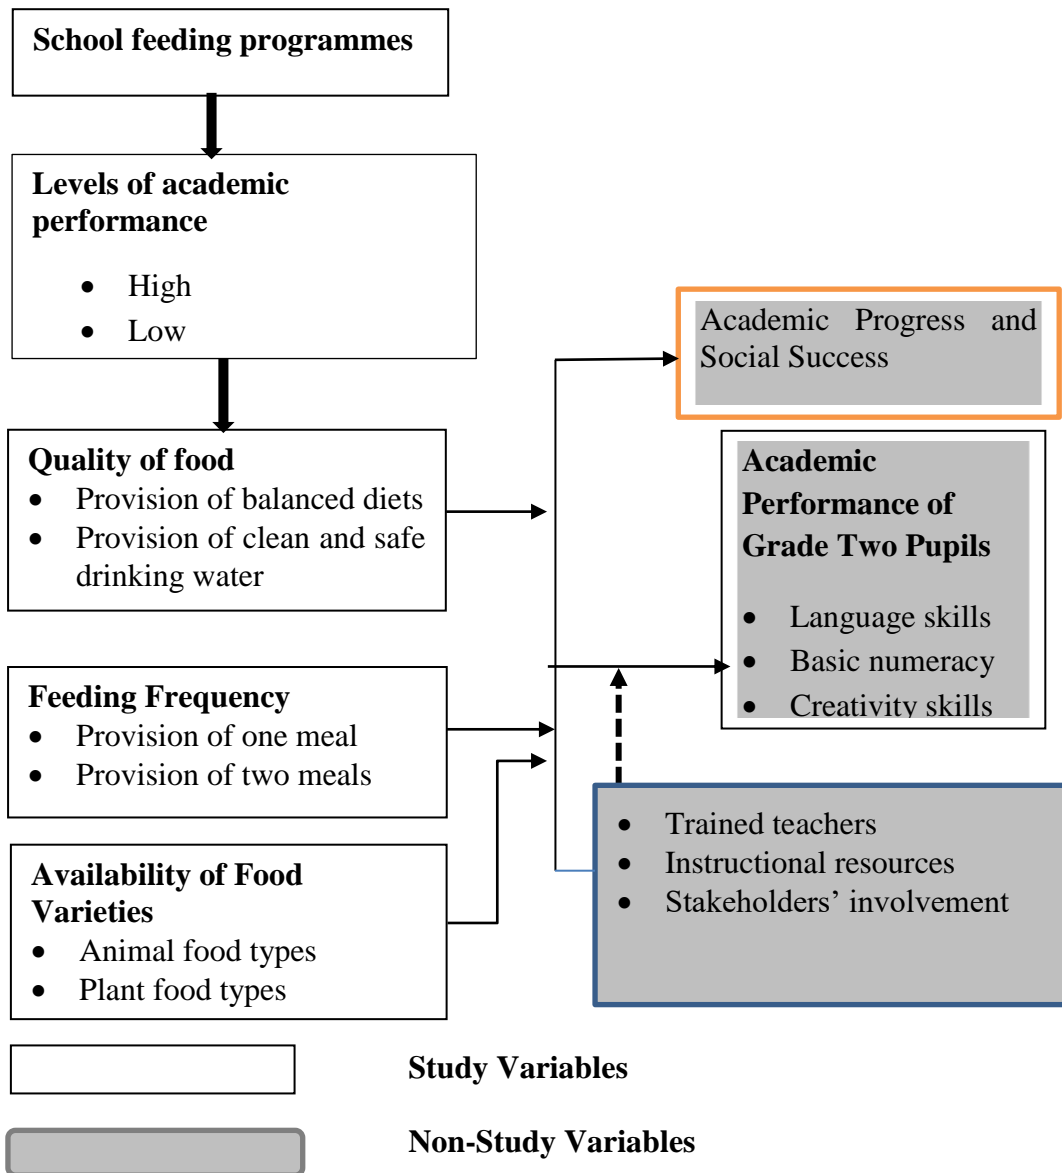 School feeding programmes
Levels of academic
performance
• High
• Low
Quality of food
• Provision of balanced diets
• Provision of clean and safe
drinking water
Feeding Frequency
• Provision of one meal
• Provision of two meals
Availability of Food
Varieties
• Animal food types
• Plant food types
Academic Progress and
Social Success
Academic
Performance of
Grade Two Pupils
• Language skills
• Basic numeracy
• Creativity skills
• Trained teachers
• Instructional resources
• Stakeholders’ involvement
Study Variables
Non-Study Variables